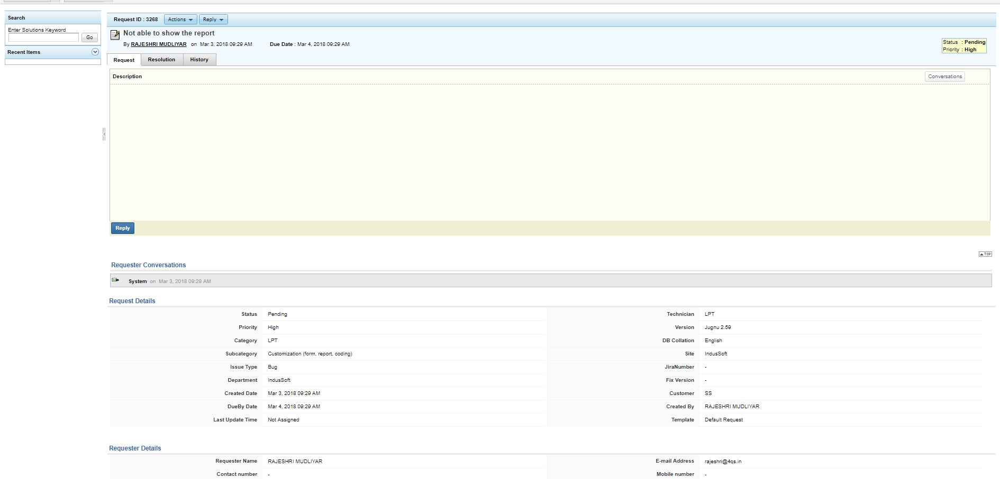 Search
Enter Solutions Keyword
Go
Recent Items
Request ID : 3268 Actions Reply
Not able to show the report
By RAJESHRI MUDLIYAR on Mar 3, 2018 09:29 AM Due Date : Mar 4, 2018 09:29 AM
Status : Pending
Priority : High
Request Resolution History
Description Conversations
Reply
TOP
Requester Conversations
System on Mar 3, 2018 09:29 AM
Request Details
Status Pending Technician LPT
Priority High Version Jugnu 2.59
Category LPT DB Collation English
Subcategory Customization (form, report, coding) Site IndusSoft
Issue Type Bug JiraNumber -
Department IndusSoft Fix Version -
Created Date Mar 3, 2018 09:29 AM Customer SS
DueBy Date Mar 4, 2018 09:29 AM Created By RAJESHRI MUDLIYAR
Last Update Time Not Assigned Template Default Request
Requester Details
Requester Name RAJESHRI MUDLIYAR E-mail Address rajeshri@4qs.in
Contact number - Mobile number -